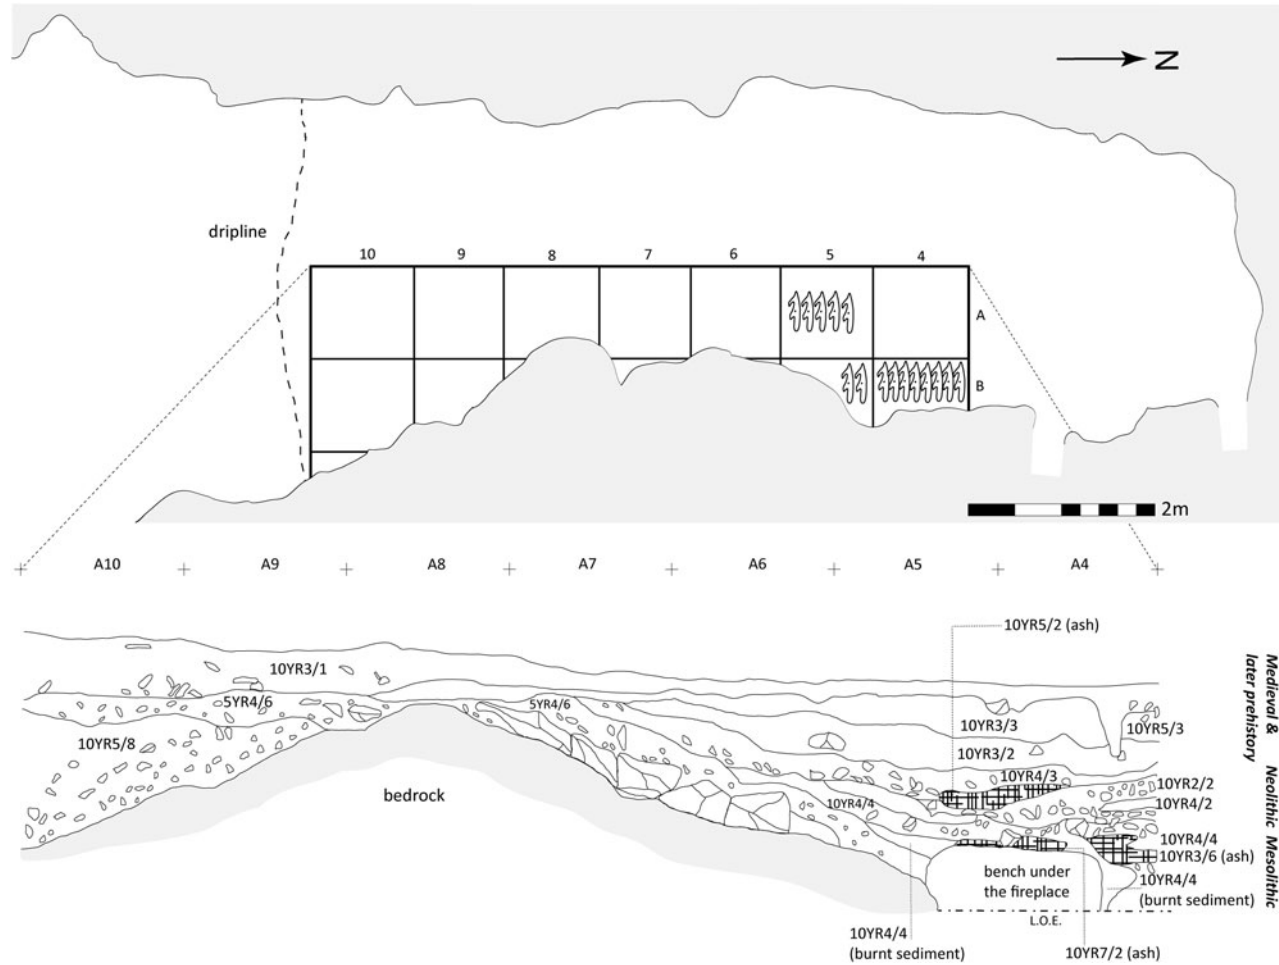 N
dripline
10 9 8 7 6 5 4
A
B
2m
A10 A9 A8 A7 A6 A5 A4
10YR5/2 (ash)
10YR3/1
5YR4/6
5YR4/6
10YR3/3
10YR5/3
10YR5/8
10YR3/2
10YR4/3
10YR2/2
bedrock
10YR4/4
10YR4/2
10YR4/4
10YR3/6 (ash)
bench under
the fireplace
10YR4/4
(burnt sediment)
L.O.E.
10YR4/4
(burnt sediment)
10YR7/2 (ash)
Medieval &
later prehistory
Neolithic
Mesolithic